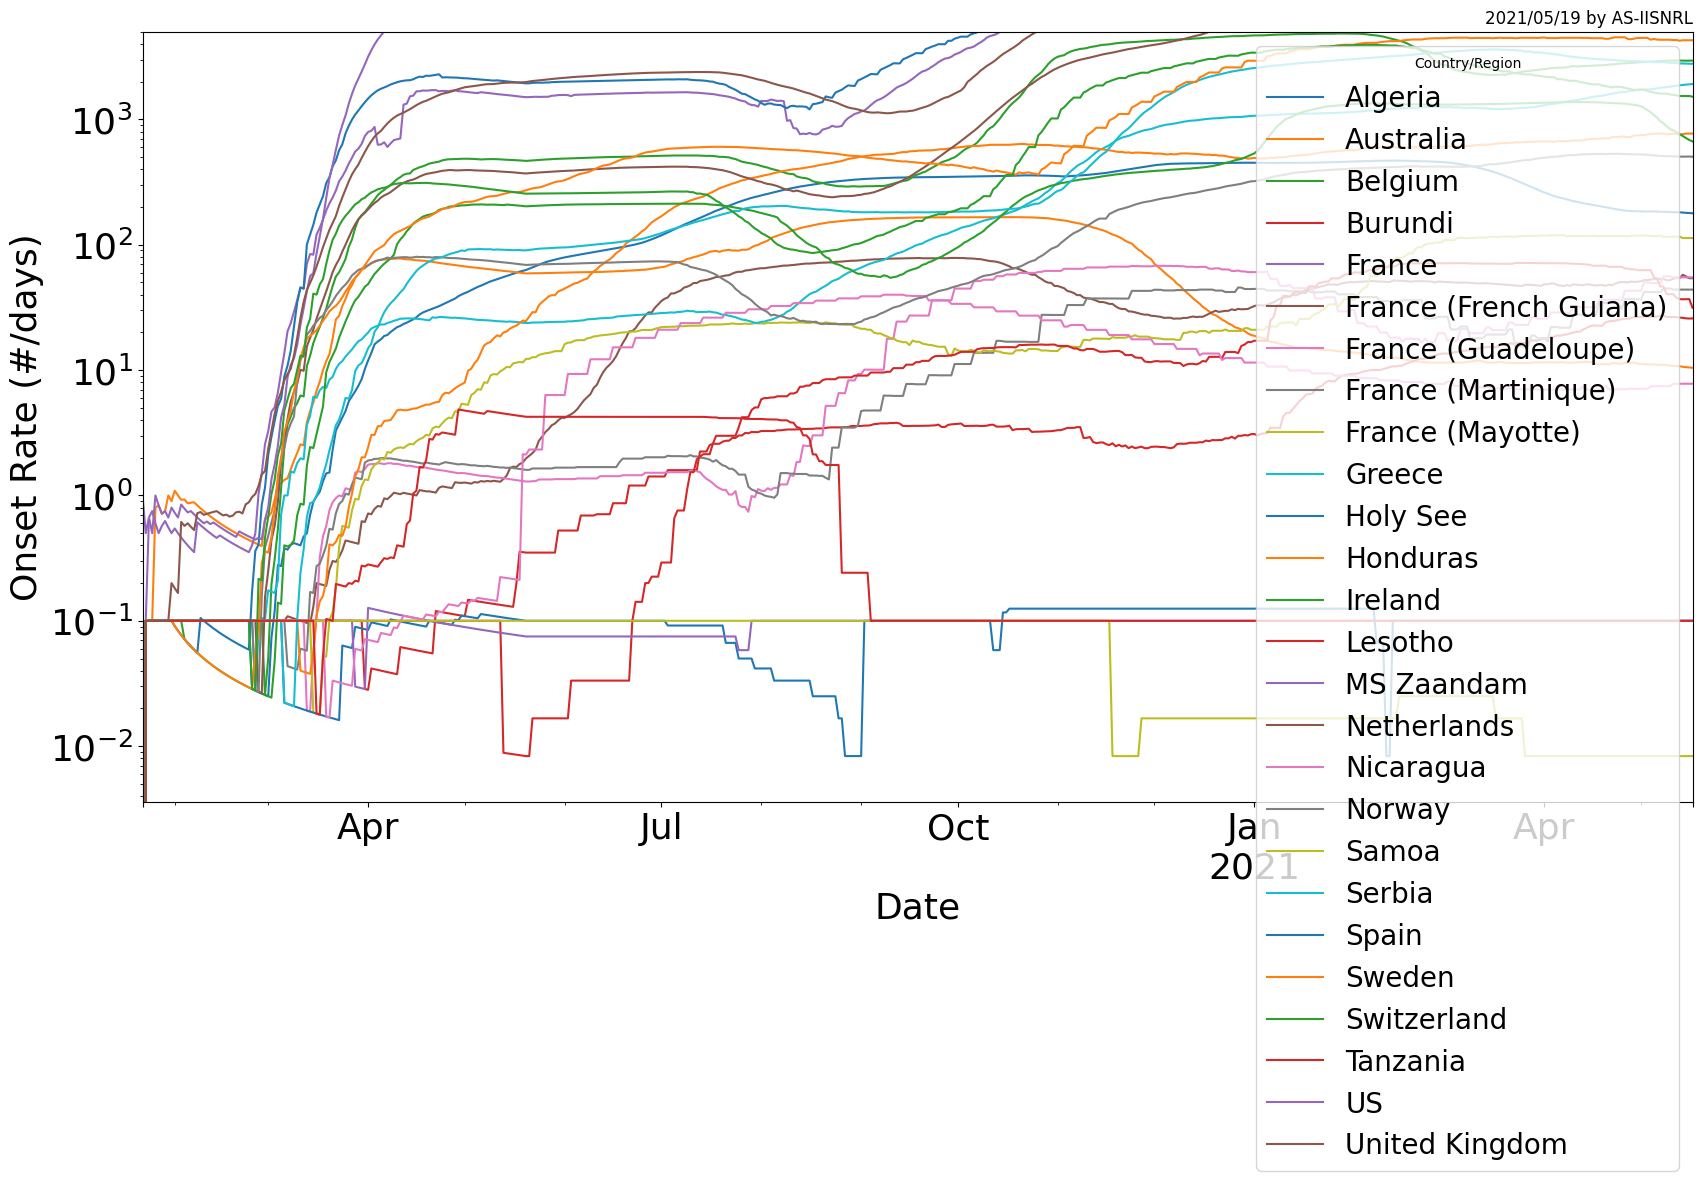 2021/05/19 by AS-IISNRL
Onset Rate (#/days)
10³
10²
10¹
10⁰
10⁻¹
10⁻²
Apr
Jul
Oct
Jan
2021
Apr
Date
Country/Region
Algeria
Australia
Belgium
Burundi
France
France (French Guiana)
France (Guadeloupe)
France (Martinique)
France (Mayotte)
Greece
Holy See
Honduras
Ireland
Lesotho
MS Zaandam
Netherlands
Nicaragua
Norway
Samoa
Serbia
Spain
Sweden
Switzerland
Tanzania
US
United Kingdom